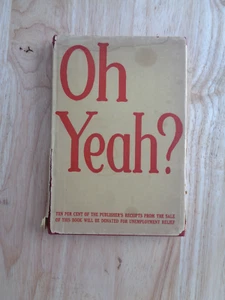 Oh
Yeah?
TEN PER CENT OF THE PUBLISHER'S RECEIPTS FROM THE SALE
OF THIS BOOK WILL BE DONATED FOR UNEMPLOYMENT RELIEF